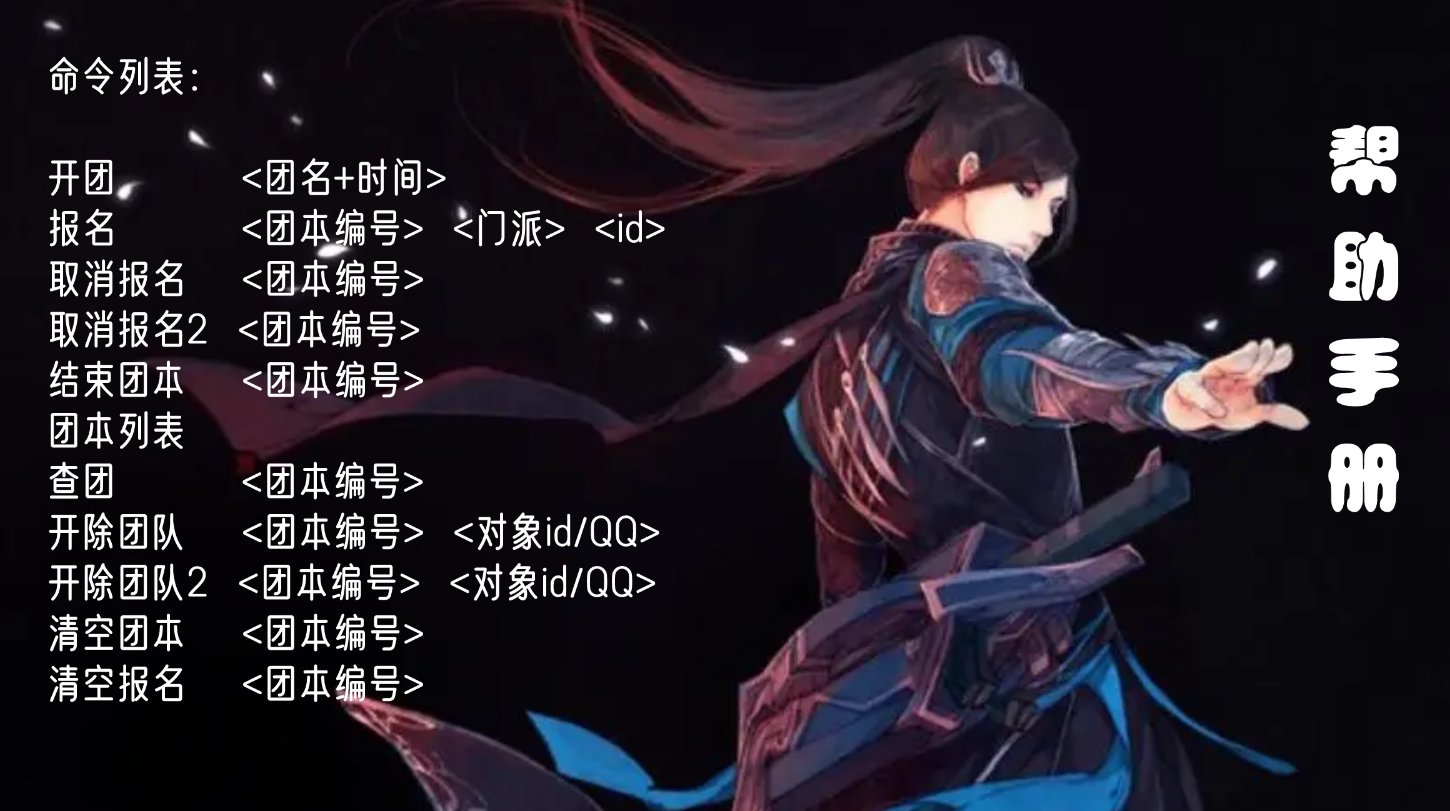 命令列表：
开团 <团名+时间>
报名 <团本编号> <门派> <id>
取消报名 <团本编号>
取消报名2 <团本编号>
结束团本 <团本编号>
团本列表
查团 <团本编号>
开除团队 <团本编号> <对象id/QQ>
开除团队2 <团本编号> <对象id/QQ>
清空团本 <团本编号>
清空报名 <团本编号>
帮助手册